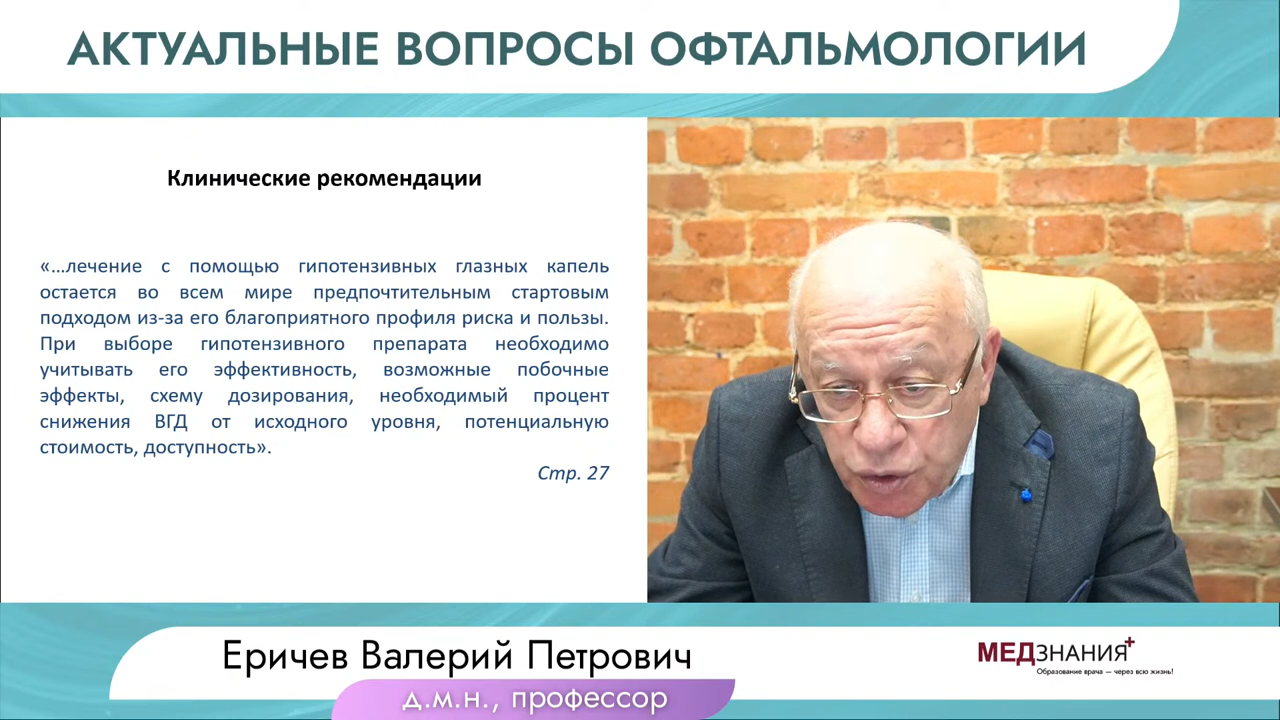 АКТУАЛЬНЫЕ ВОПРОСЫ ОФТАЛЬМОЛОГИИ
Клинические рекомендации
«...лечение с помощью гипотензивных глазных капель
остается во всем мире предпочтительным стартовым
подходом из-за его благоприятного профиля риска и пользы.
При выборе гипотензивного препарата необходимо
учитывать его эффективность, возможные побочные
эффекты, схему дозирования, необходимый процент
снижения ВГД от исходного уровня, потенциальную
стоимость, доступность».
Стр. 27
Еричев Валерий Петрович
д.м.н., профессор
МЕДЗНАНИЯ+
Образование врача — через всю жизнь!